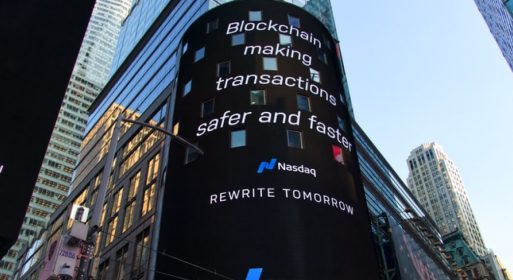 Blockchain
making
transactions
safer and faster
Nasdaq
REWRITE TOMORROW